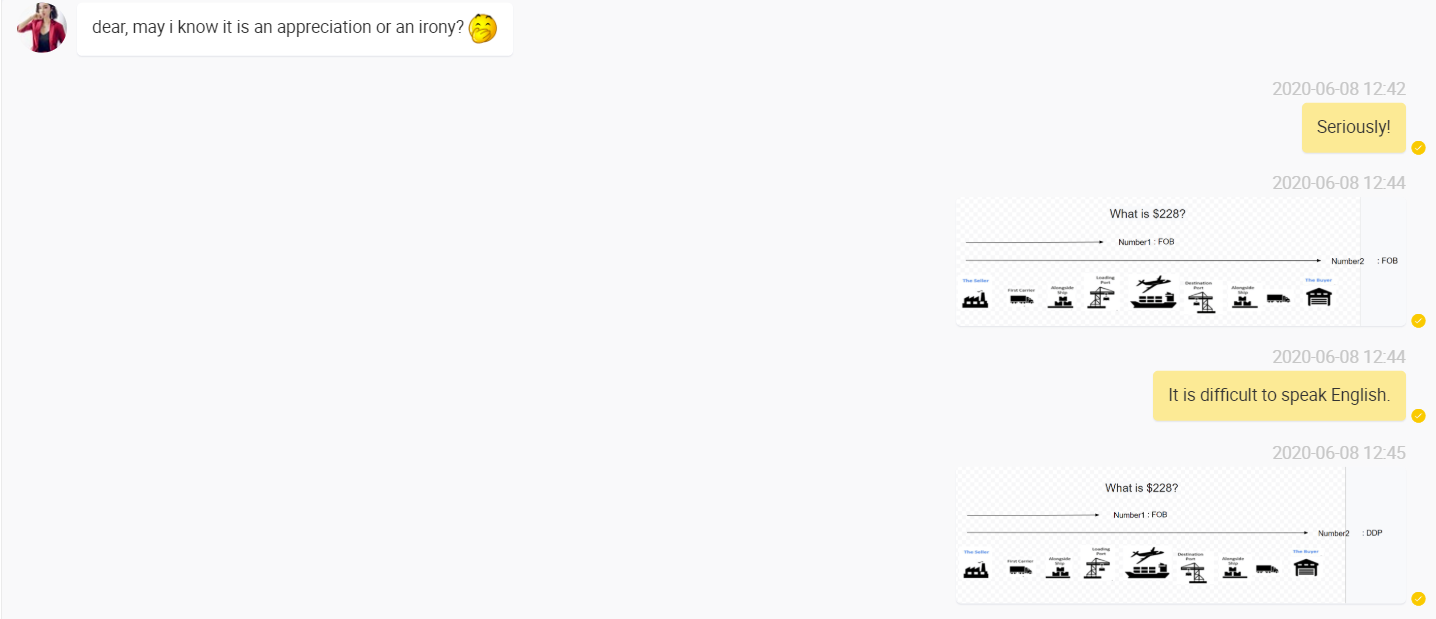 dear, may i know it is an appreciation or an irony?
2020-06-08 12:42
Seriously!
2020-06-08 12:44
What is $228?
Number1 : FOB
Number2 : FOB
The Seller
First Carrier
Alongside Ship
Loading Port
Destination Port
Alongside Ship
The Buyer
2020-06-08 12:44
It is difficult to speak English.
2020-06-08 12:45
What is $228?
Number1 : FOB
Number2 : DDP
The Seller
First Carrier
Alongside Ship
Loading Port
Destination Port
Alongside Ship
The Buyer